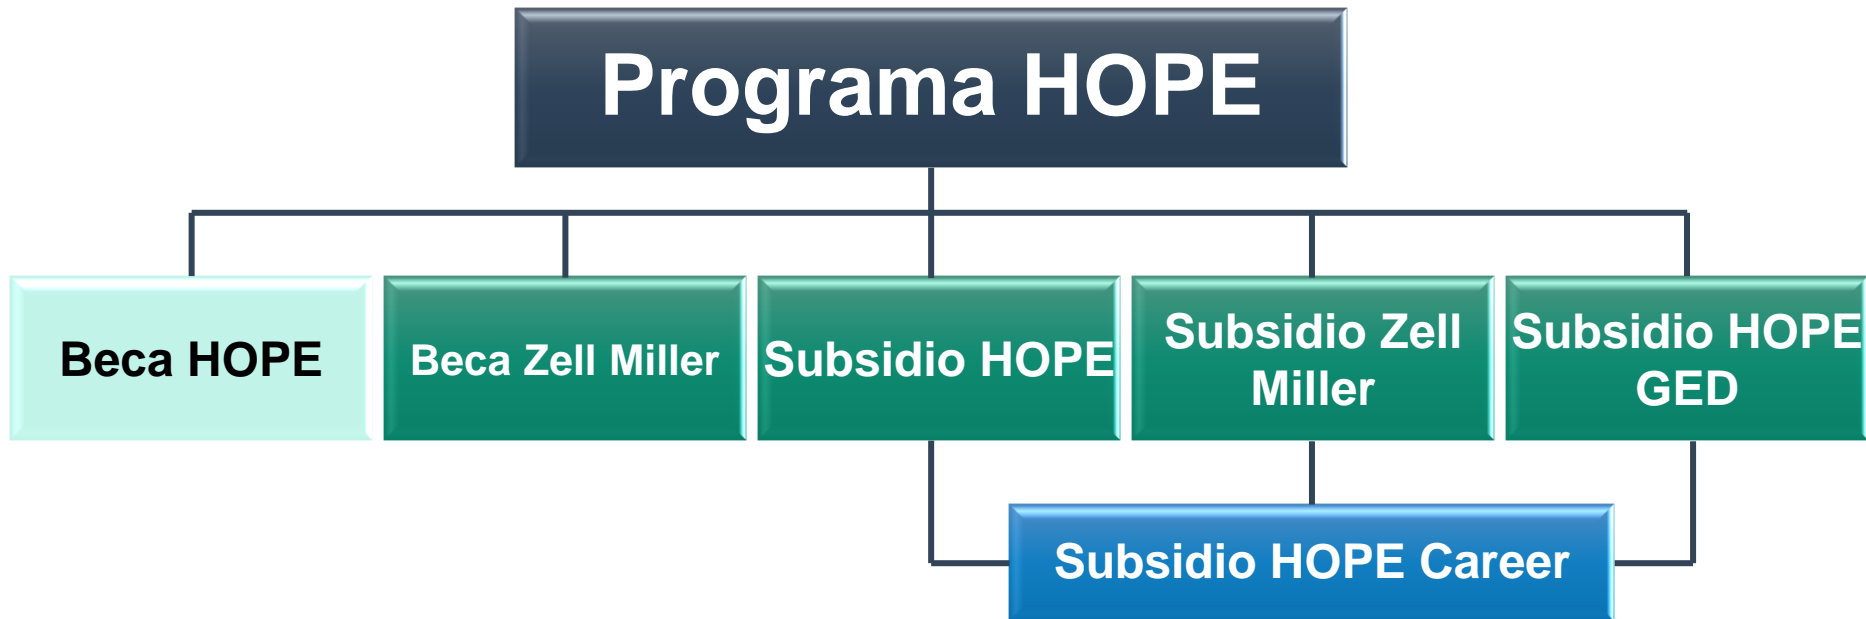 Programa HOPE
Beca HOPE
Beca Zell Miller
Subsidio HOPE
Subsidio Zell
Miller
Subsidio HOPE
GED
Subsidio HOPE Career